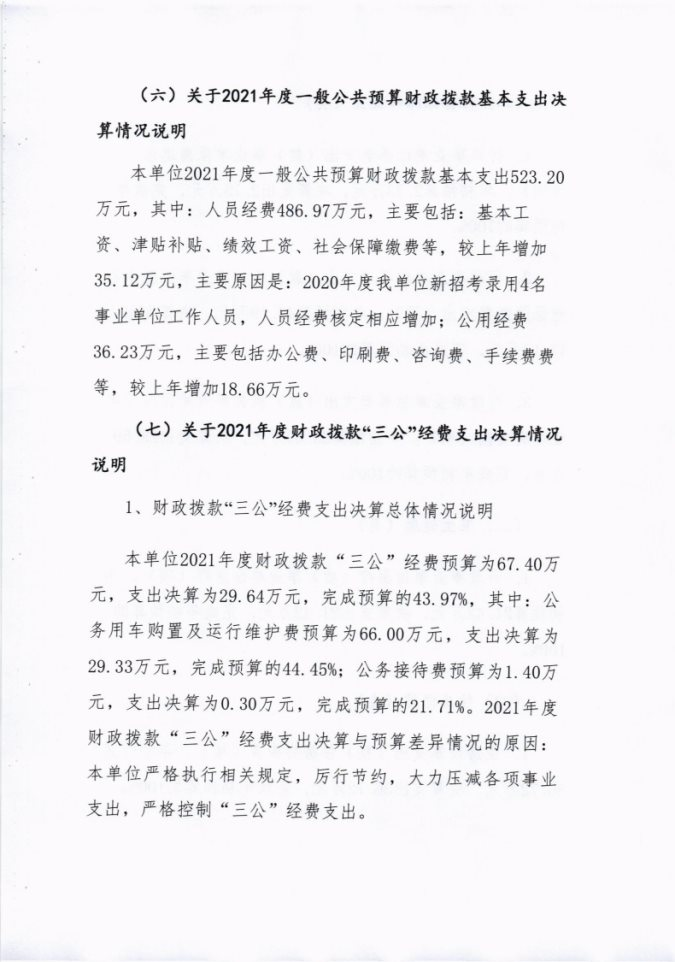 （六）关于2021年度一般公共预算财政拨款基本支出决
算情况说明
本单位2021年度一般公共预算财政拨款基本支出523.20
万元，其中：人员经费486.97万元，主要包括：基本工
资、津贴补贴、绩效工资、社会保障缴费等，较上年增加
35.12万元，主要原因是：2020年度我单位新招考录用4名
事业单位工作人员，人员经费核定相应增加；公用经费
36.23万元，主要包括办公费、印刷费、咨询费、手续费费
等，较上年增加18.66万元。
（七）关于2021年度财政拨款“三公”经费支出决算情况
说明
1、财政拨款“三公”经费支出决算总体情况说明
本单位2021年度财政拨款“三公”经费预算为67.40万
元，支出决算为29.64万元，完成预算的43.97%，其中：公
务用车购置及运行维护费预算为66.00万元，支出决算为
29.33万元，完成预算的44.45%；公务接待费预算为1.40万
元，支出决算为0.30万元，完成预算的21.71%。2021年度
财政拨款“三公”经费支出决算与预算差异情况的原因：
本单位严格执行相关规定，厉行节约，大力压减各项事业
支出，严格控制“三公”经费支出。